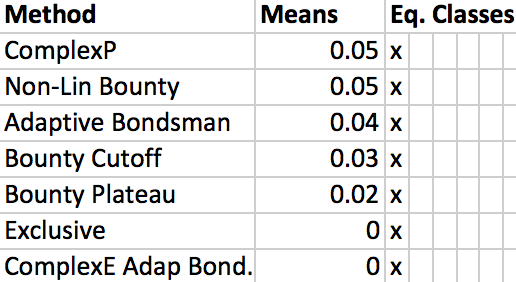 Method Means Eq. Classes
ComplexP 0.05 x
Non-Lin Bounty 0.05 x
Adaptive Bondsman 0.04 x
Bounty Cutoff 0.03 x
Bounty Plateau 0.02 x
Exclusive 0 x
ComplexE Adap Bond. 0 x